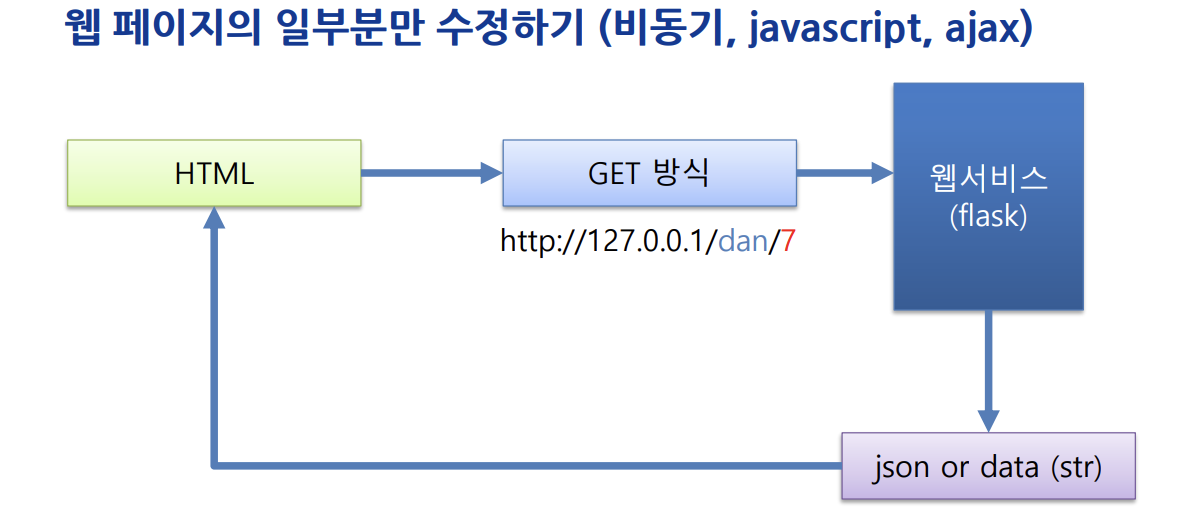 웹 페이지의 일부분만 수정하기 (비동기, javascript, ajax)
HTML
GET 방식
http://127.0.0.1/dan/7
웹서비스
(flask)
json or data (str)